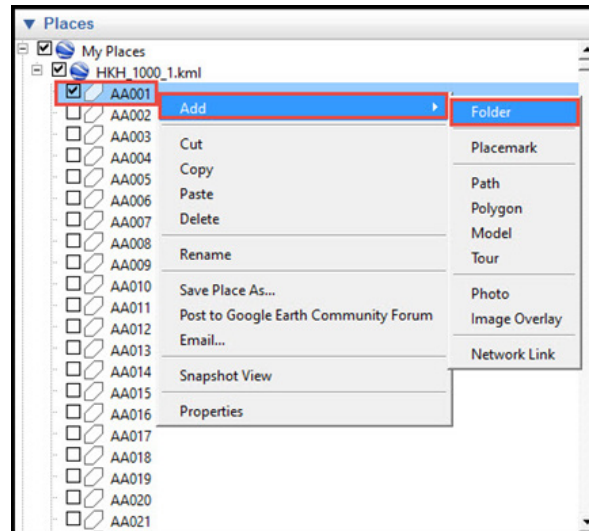 Places
My Places
HKH_1000_1.kml
AA001
AA002
AA003
AA004
AA005
AA006
AA007
AA008
AA009
AA010
AA011
AA012
AA013
AA014
AA015
AA016
AA017
AA018
AA019
AA020
AA021
Add
Cut
Copy
Paste
Delete
Rename
Save Place As...
Post to Google Earth Community Forum
Email...
Snapshot View
Properties
Folder
Placemark
Path
Polygon
Model
Tour
Photo
Image Overlay
Network Link